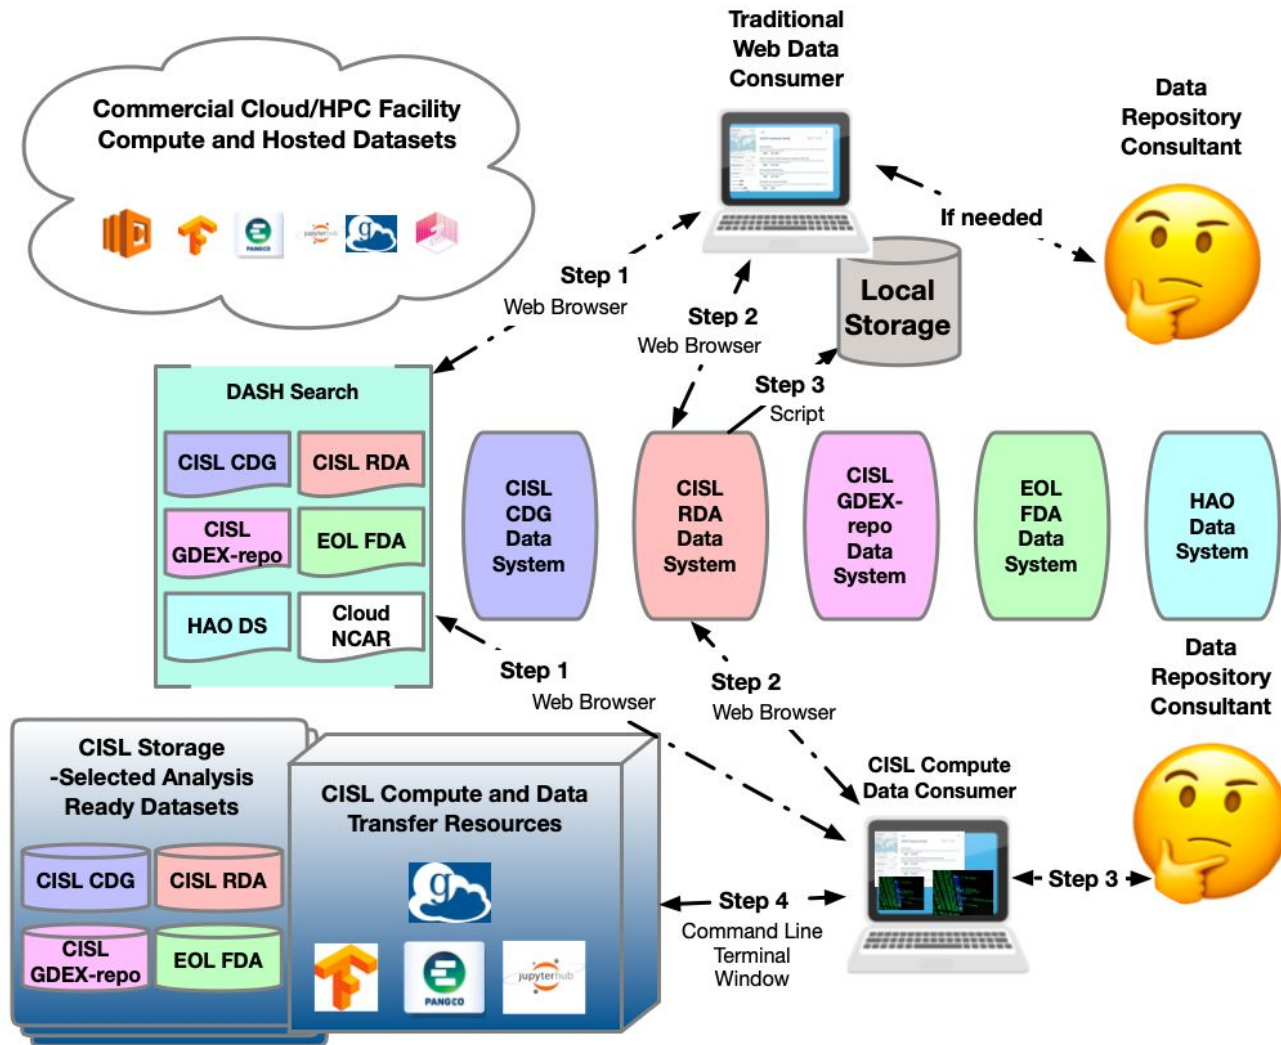 Traditional
Web Data
Consumer
Commercial Cloud/HPC Facility
Compute and Hosted Datasets
PANGEO
jupyterhub
g
Data
Repository
Consultant
If needed
Step 1
Web Browser
Step 2
Web Browser
Local
Storage
Step 3
Script
DASH Search
CISL CDG
CISL RDA
CISL
GDEX-repo
EOL FDA
HAO DS
Cloud
NCAR
CISL
CDG
Data
System
CISL
RDA
Data
System
CISL
GDEX-
repo
Data
System
EOL
FDA
Data
System
HAO
Data
System
Step 1
Web Browser
Step 2
Web Browser
Data
Repository
Consultant
CISL Storage
-Selected Analysis
Ready Datasets
CISL CDG
CISL RDA
CISL
GDEX-repo
EOL FDA
CISL Compute and Data
Transfer Resources
g
PANGEO
jupyterhub
CISL Compute
Data Consumer
Step 3
Step 4
Command Line
Terminal
Window